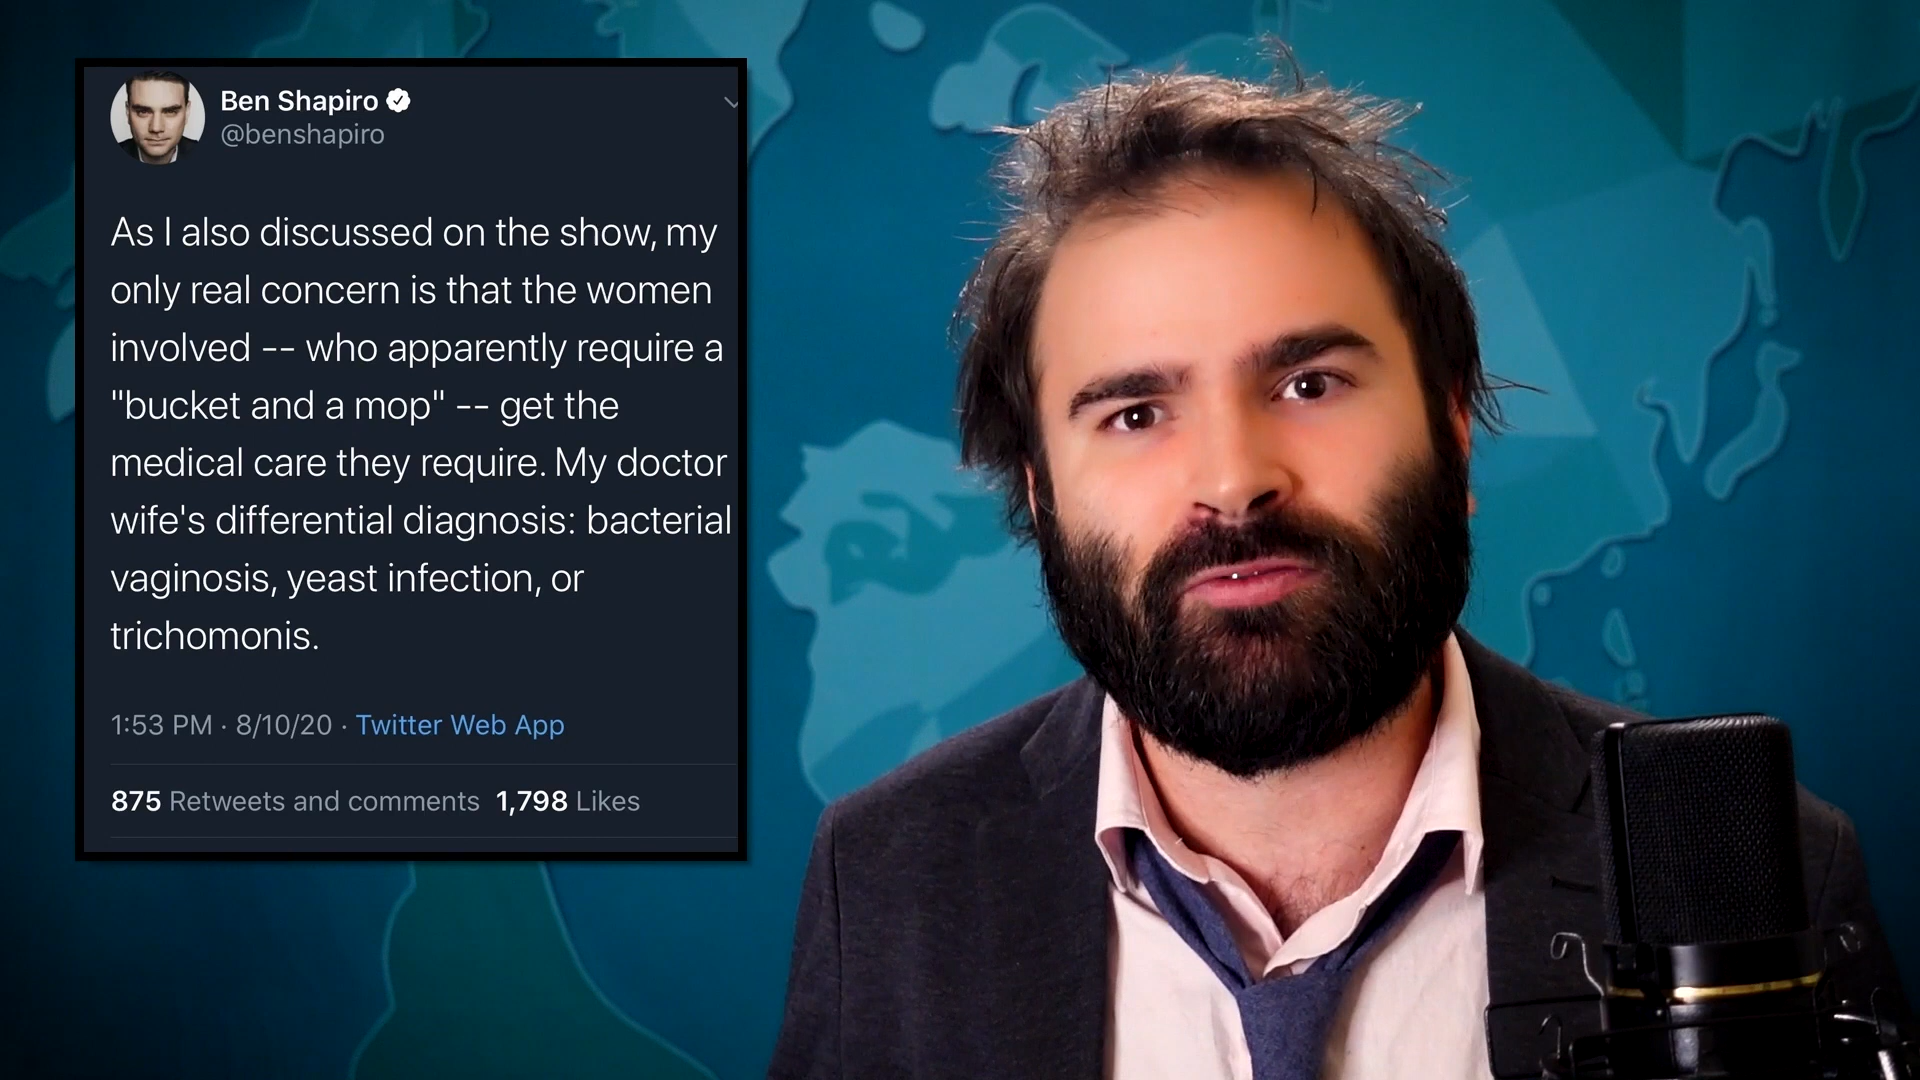 Ben Shapiro
@benshapiro
As I also discussed on the show, my
only real concern is that the women
involved -- who apparently require a
"bucket and a mop" -- get the
medical care they require. My doctor
wife's differential diagnosis: bacterial
vaginosis, yeast infection, or
trichomonis.
1:53 PM · 8/10/20 · Twitter Web App
875 Retweets and comments 1,798 Likes